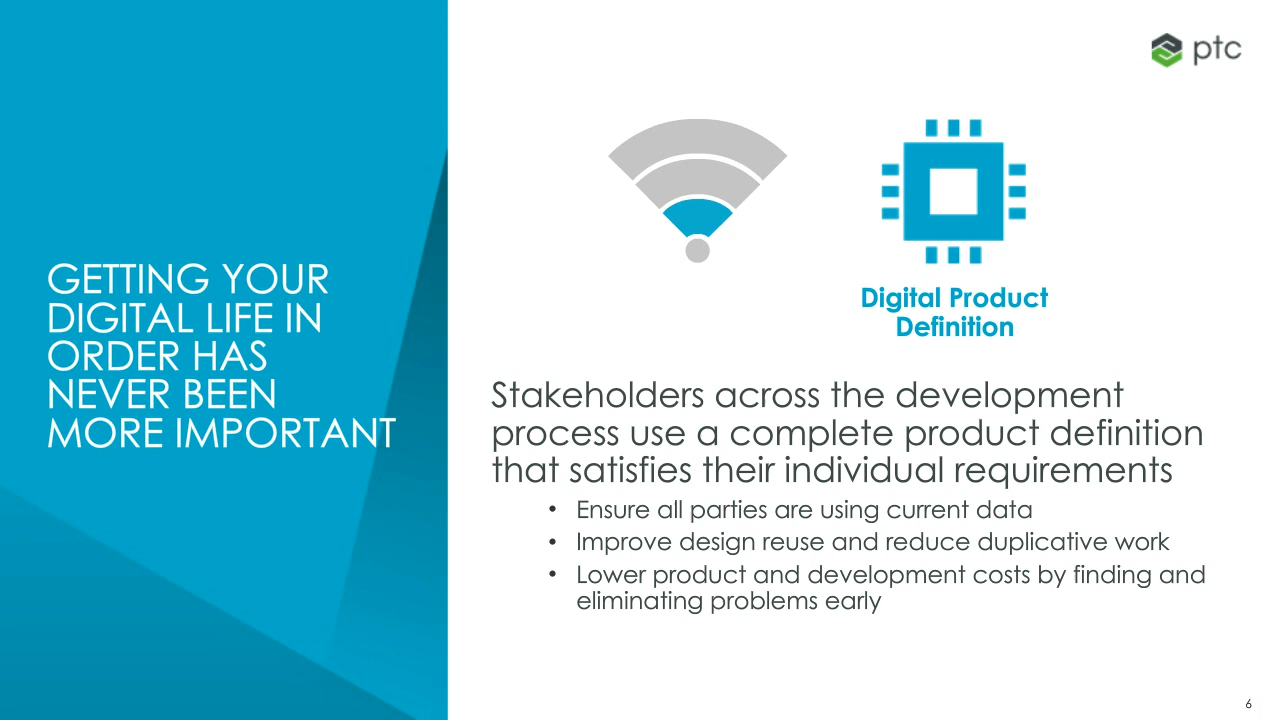 GETTING YOUR
DIGITAL LIFE IN
ORDER HAS
NEVER BEEN
MORE IMPORTANT
ptc
Digital Product
Definition
Stakeholders across the development
process use a complete product definition
that satisfies their individual requirements
• Ensure all parties are using current data
• Improve design reuse and reduce duplicative work
• Lower product and development costs by finding and
eliminating problems early
6